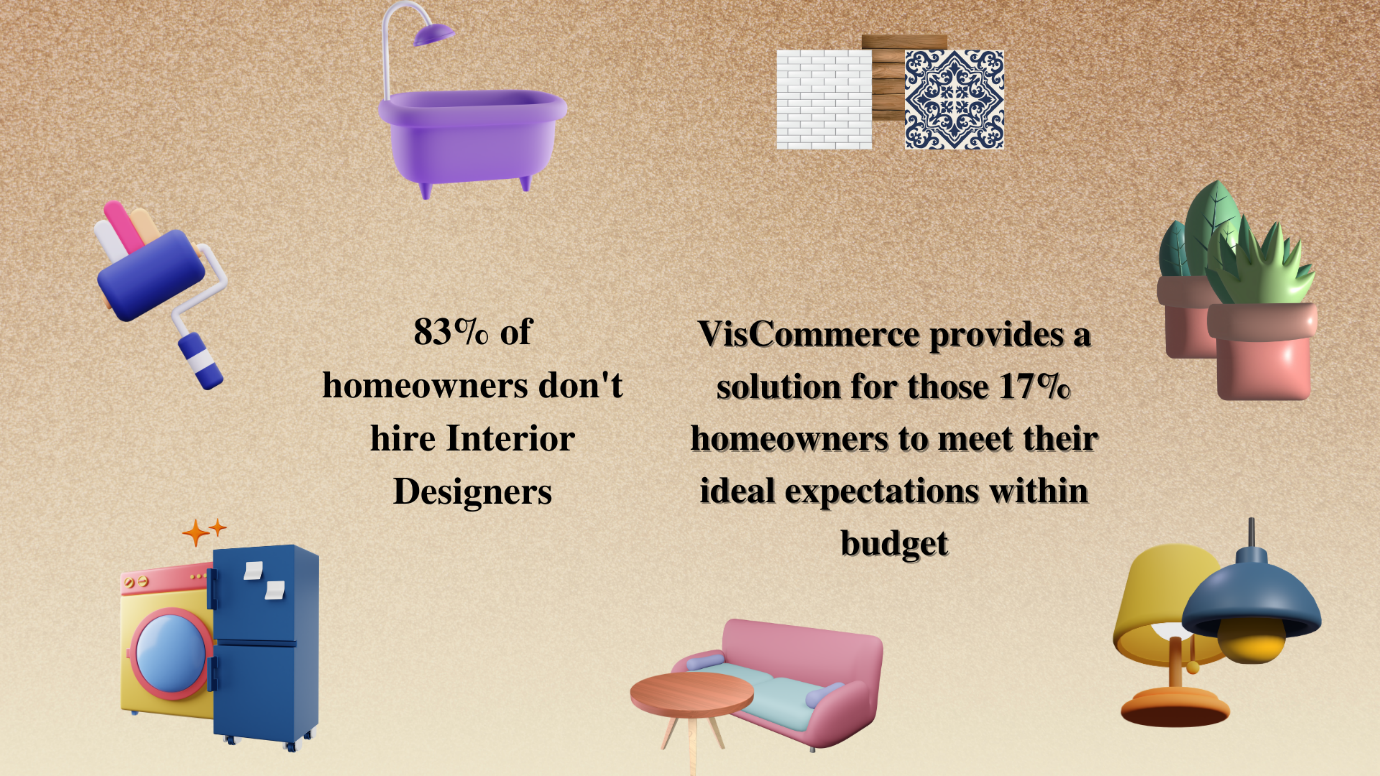 83% of
homeowners don't
hire Interior
Designers
VisCommerce provides a
solution for those 17%
homeowners to meet their
ideal expectations within
budget